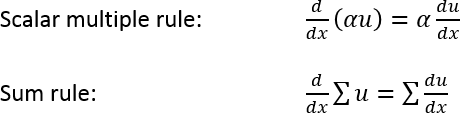 Scalar multiple rule: d/dx (αu) = α du/dx
Sum rule: d/dx ∑ u = ∑ du/dx